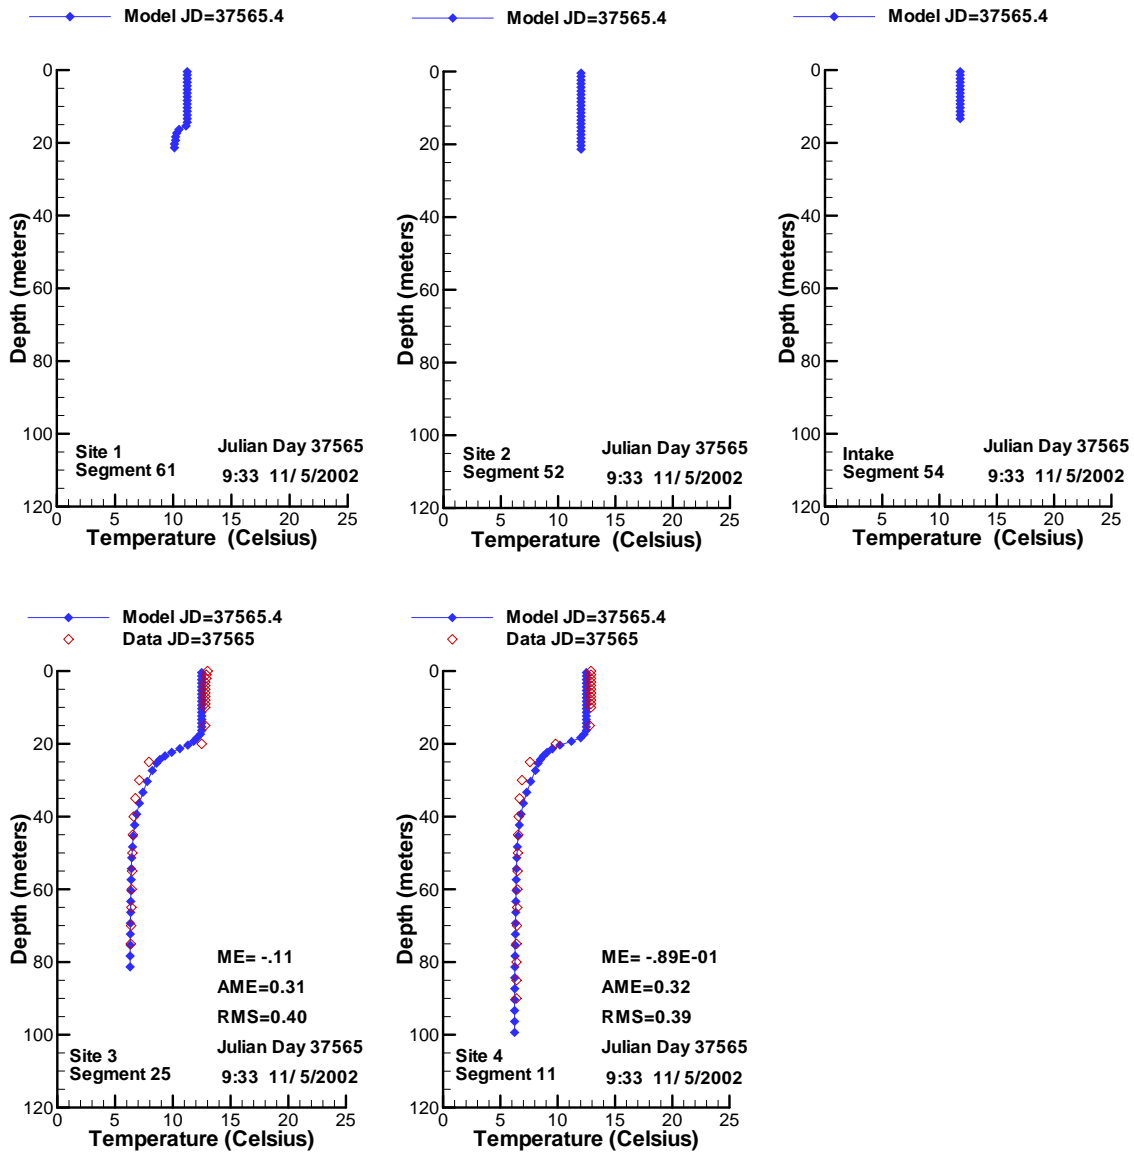 Model JD=37565.4
0
20
40
60
80
100
120
Depth (meters)
Site 1
Segment 61
Julian Day 37565
9:33 11/ 5/2002
0 5 10 15 20 25
Temperature (Celsius)
Model JD=37565.4
0
20
40
60
80
100
120
Depth (meters)
Site 2
Segment 52
Julian Day 37565
9:33 11/ 5/2002
0 5 10 15 20 25
Temperature (Celsius)
Model JD=37565.4
0
20
40
60
80
100
120
Depth (meters)
Intake
Segment 54
Julian Day 37565
9:33 11/ 5/2002
0 5 10 15 20 25
Temperature (Celsius)
Model JD=37565.4
Data JD=37565
0
20
40
60
80
100
120
Depth (meters)
ME= -.11
AME=0.31
RMS=0.40
Site 3
Segment 25
Julian Day 37565
9:33 11/ 5/2002
0 5 10 15 20 25
Temperature (Celsius)
Model JD=37565.4
Data JD=37565
0
20
40
60
80
100
120
Depth (meters)
ME= -.89E-01
AME=0.32
RMS=0.39
Site 4
Segment 11
Julian Day 37565
9:33 11/ 5/2002
0 5 10 15 20 25
Temperature (Celsius)